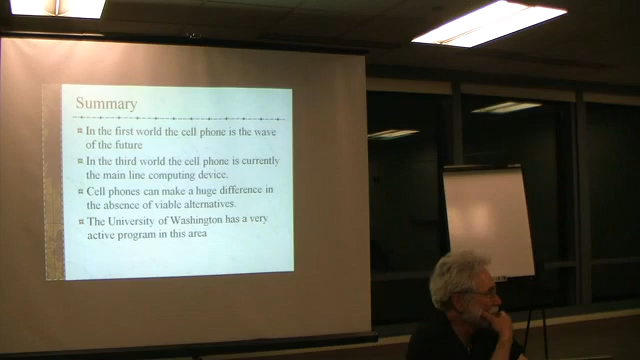 Summary
In the first world the cell phone is the wave
of the future
In the third world the cell phone is currently
the main line computing device.
Cell phones can make a huge difference in
the absence of viable alternatives.
The University of Washington has a very
active program in this area